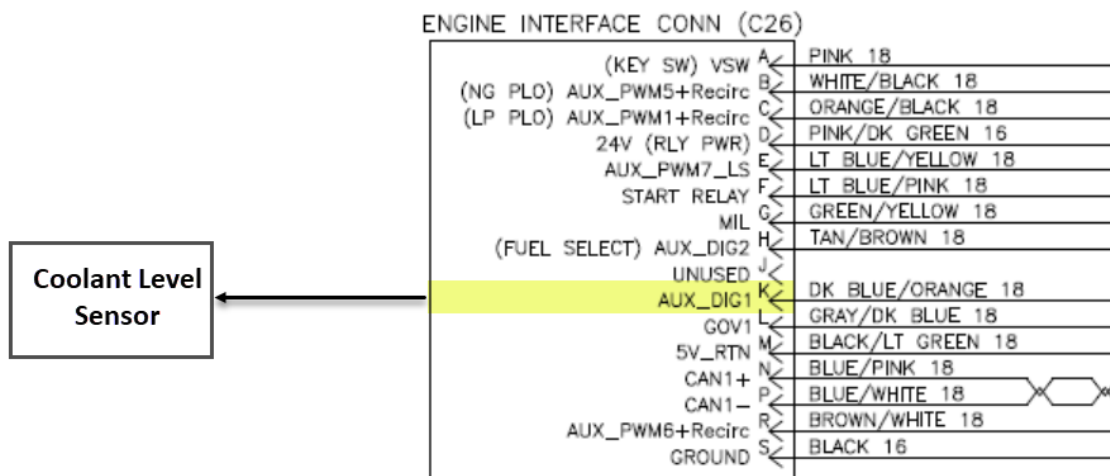 ENGINE INTERFACE CONN (C26)
(KEY SW) VSW A PINK 18
(NG PLO) AUX_PWM5+Recirc B WHITE/BLACK 18
(LP PLO) AUX_PWM1+Recirc C ORANGE/BLACK 18
24V (RLY PWR) D PINK/DK GREEN 16
AUX_PWM7_LS E LT BLUE/YELLOW 18
START RELAY F LT BLUE/PINK 18
MIL G GREEN/YELLOW 18
(FUEL SELECT) AUX_DIG2 H TAN/BROWN 18
UNUSED J
Coolant Level
Sensor
AUX_DIG1 K DK BLUE/ORANGE 18
GOV1 L GRAY/DK BLUE 18
5V_RTN M BLACK/LT GREEN 18
CAN1+ N BLUE/PINK 18
CAN1- P BLUE/WHITE 18
AUX_PWM6+Recirc R BROWN/WHITE 18
GROUND S BLACK 16